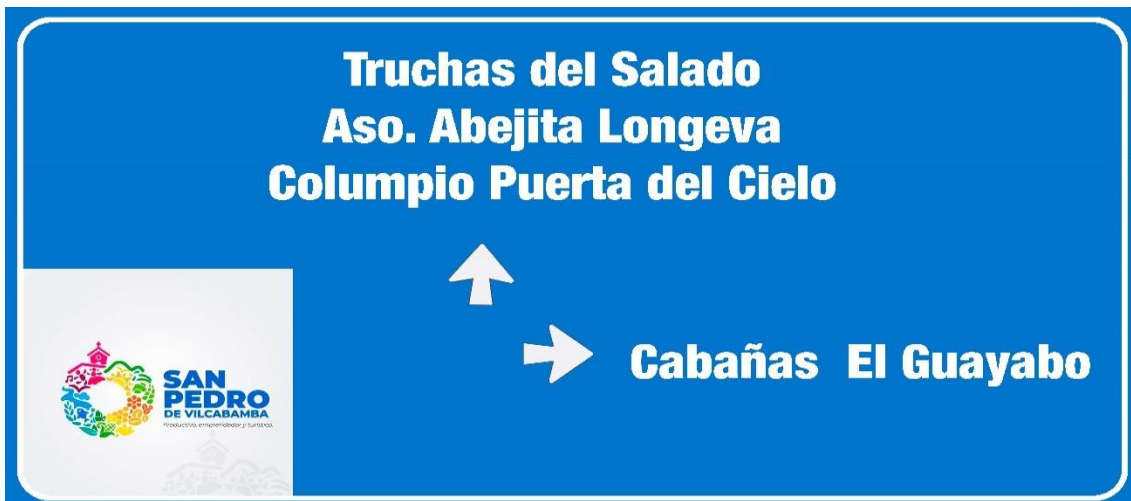 Truchas del Salado
Aso. Abejita Longeva
Columpio Puerta del Cielo
Cabañas El Guayabo
SAN
PEDRO
DE VILCABAMBA
Productivo, emprendedor y turístico.